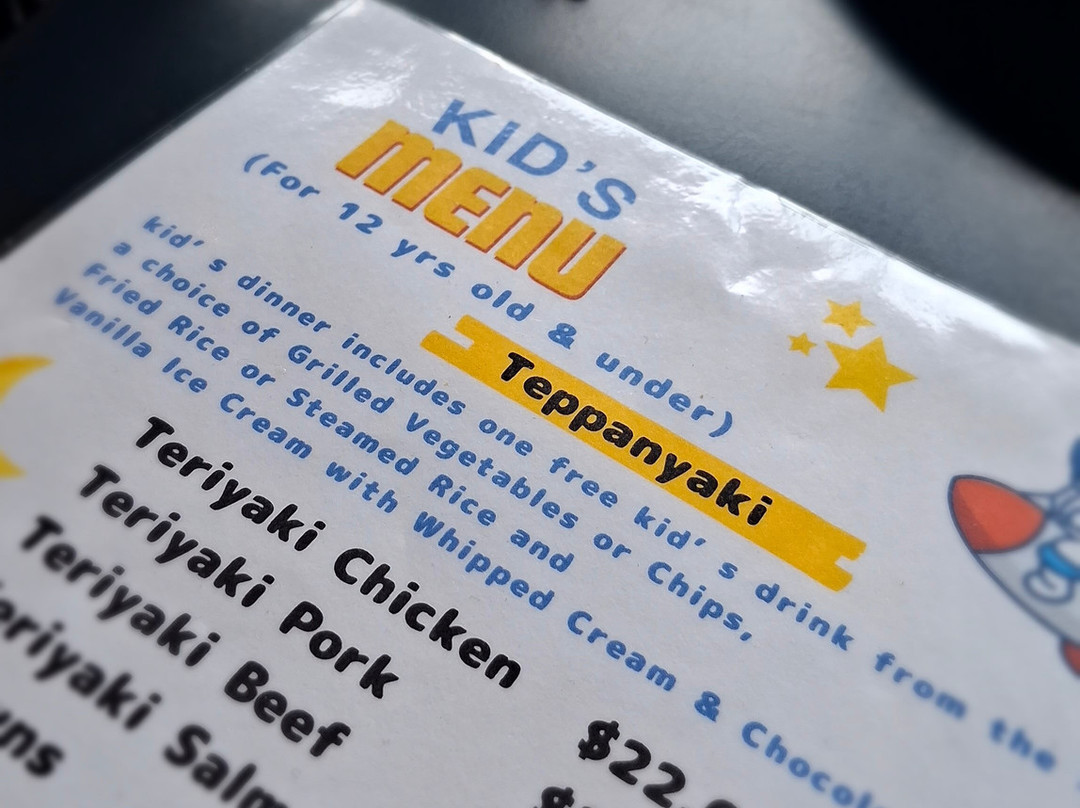 KID'S
MENU
(For 12 yrs old & under)
Teppanyaki
kid's dinner includes one free kid's drink from the
a choice of Grilled Vegetables or Chips,
Fried Rice or Steamed Rice and
Vanilla Ice Cream with Whipped Cream &
Teriyaki Chicken
Teriyaki Pork
Teriyaki Beef
Teriyaki
$22.